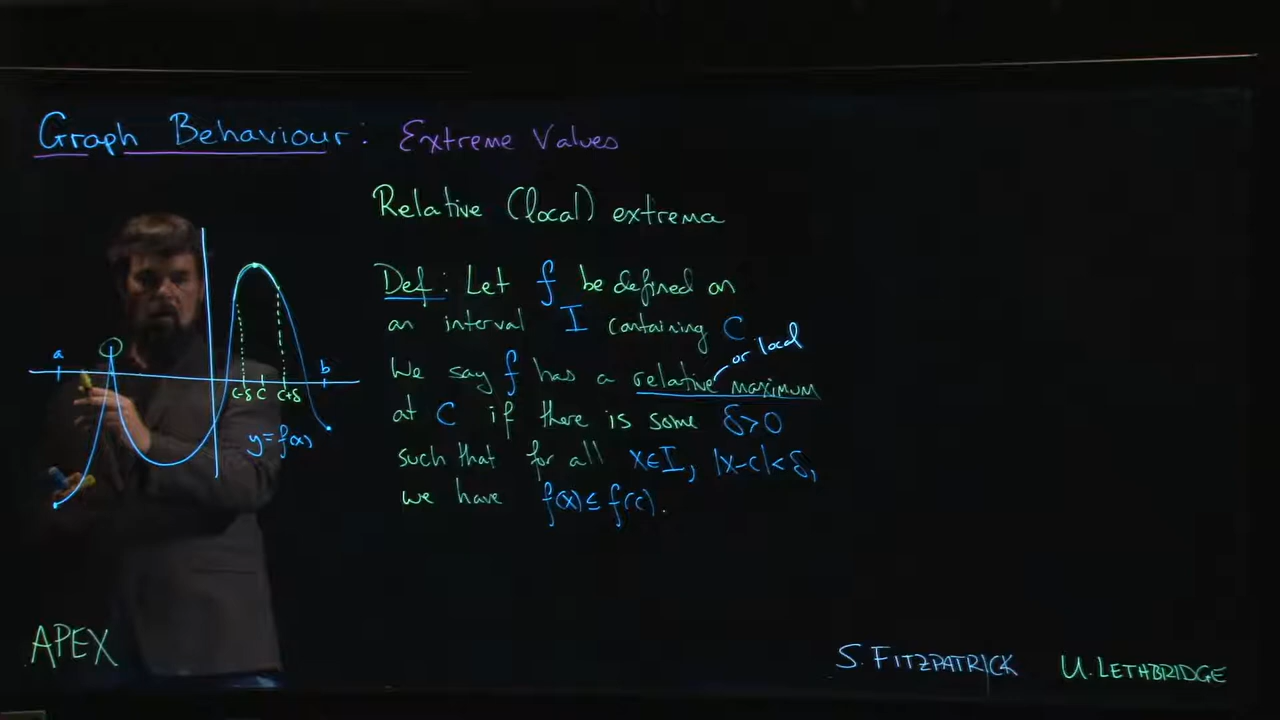 Graph Behaviour: Extreme Values
Relative (local) extrema
Def: Let f be defined on
an interval I containing C
or local
We say f has a relative maximum
at C if there is some δ>0
such that for all x∈I, |x-c|<δ,
we have f(x)≤f(c).
a
b
c-δ c c+δ
y=f(x)
APEX
S. FITZPATRICK U. LETHBRIDGE